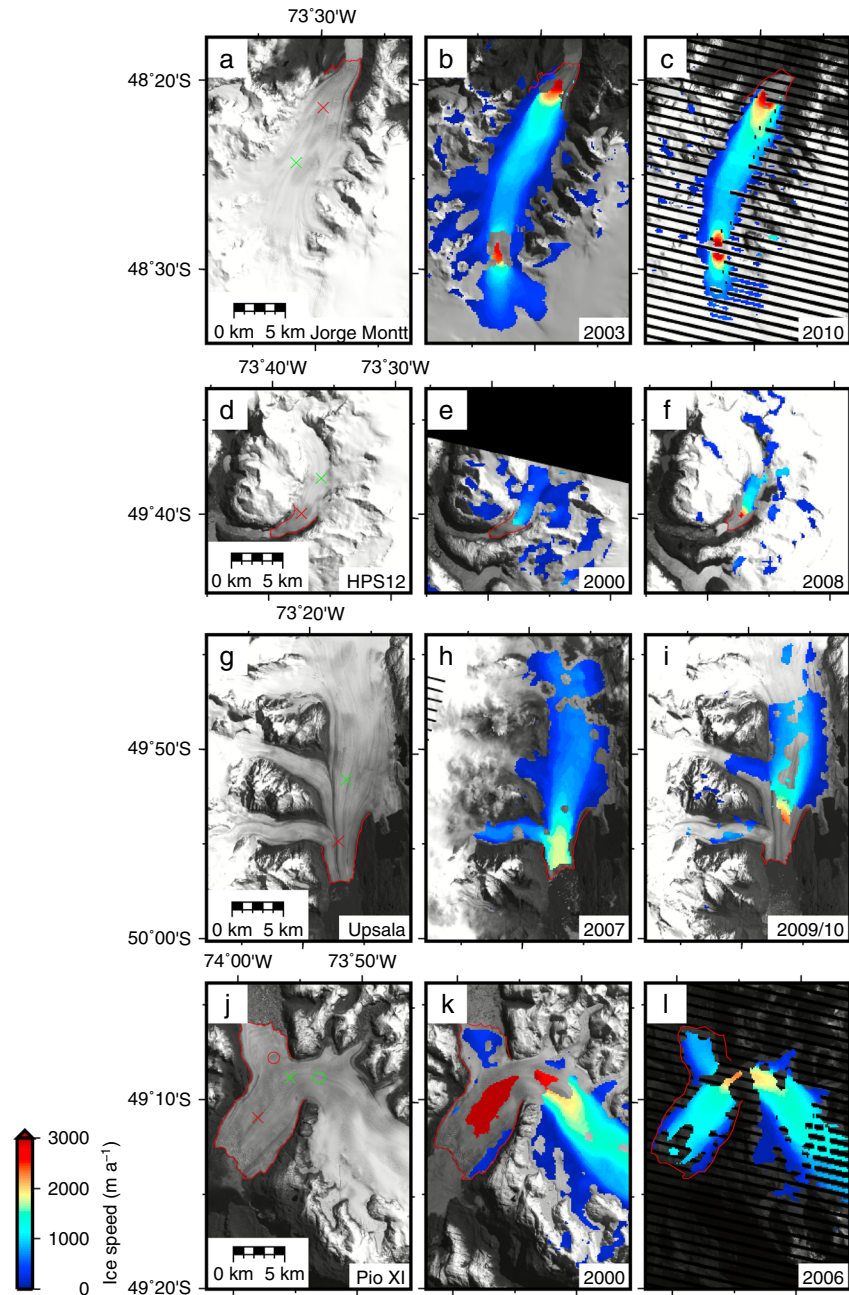 73˚30'W
a
b
c
48˚20'S
48˚30'S
0 km 5 km
Jorge Montt
2003
2010
73˚40'W
73˚30'W
d
e
f
49˚40'S
0 km 5 km
HPS12
2000
2008
73˚20'W
g
h
i
49˚50'S
50˚00'S
0 km 5 km
Upsala
2007
2009/10
74˚00'W
73˚50'W
j
k
l
49˚10'S
49˚20'S
0 km 5 km
Pio XI
2000
2006
3000
2000
1000
0
Ice speed (m a⁻¹)